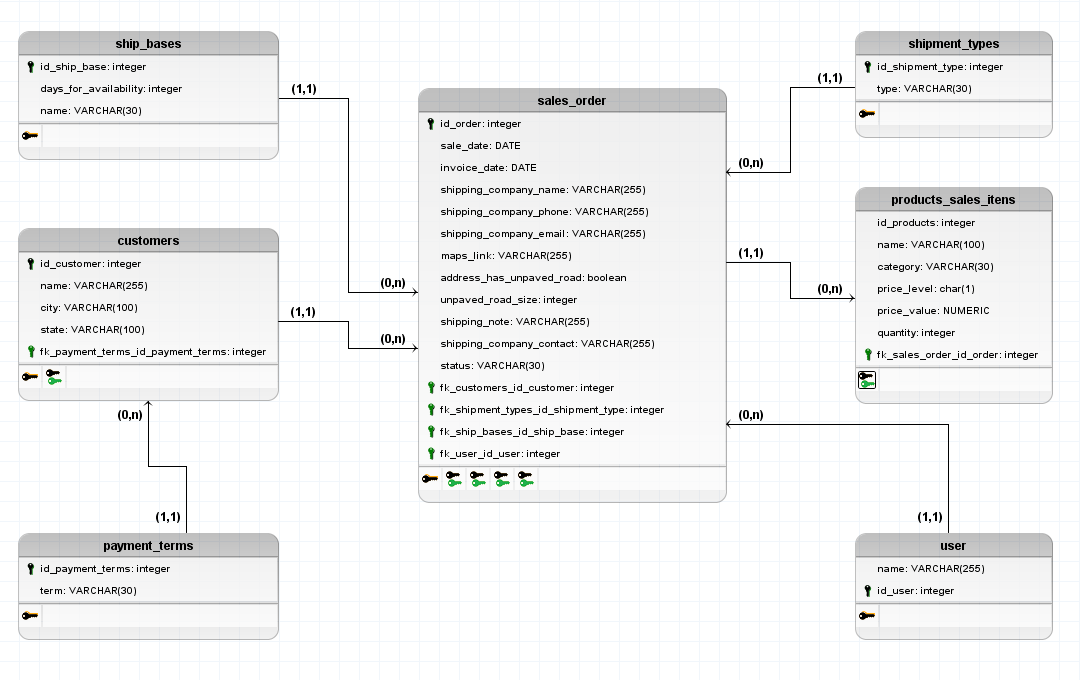 ship_bases
id_ship_base: integer
days_for_availability: integer
name: VARCHAR(30)
(1,1)
(0,n)
customers
id_customer: integer
name: VARCHAR(255)
city: VARCHAR(100)
state: VARCHAR(100)
fk_payment_terms_id_payment_terms: integer
(1,1)
(0,n)
(0,n)
(1,1)
payment_terms
id_payment_terms: integer
term: VARCHAR(30)
sales_order
id_order: integer
sale_date: DATE
invoice_date: DATE
shipping_company_name: VARCHAR(255)
shipping_company_phone: VARCHAR(255)
shipping_company_email: VARCHAR(255)
maps_link: VARCHAR(255)
address_has_unpaved_road: boolean
unpaved_road_size: integer
shipping_note: VARCHAR(255)
shipping_company_contact: VARCHAR(255)
status: VARCHAR(30)
fk_customers_id_customer: integer
fk_shipment_types_id_shipment_type: integer
fk_ship_bases_id_ship_base: integer
fk_user_id_user: integer
shipment_types
id_shipment_type: integer
type: VARCHAR(30)
(1,1)
(0,n)
products_sales_itens
id_products: integer
name: VARCHAR(100)
category: VARCHAR(30)
price_level: char(1)
price_value: NUMERIC
quantity: integer
fk_sales_order_id_order: integer
(1,1)
(0,n)
(0,n)
(1,1)
user
name: VARCHAR(255)
id_user: integer